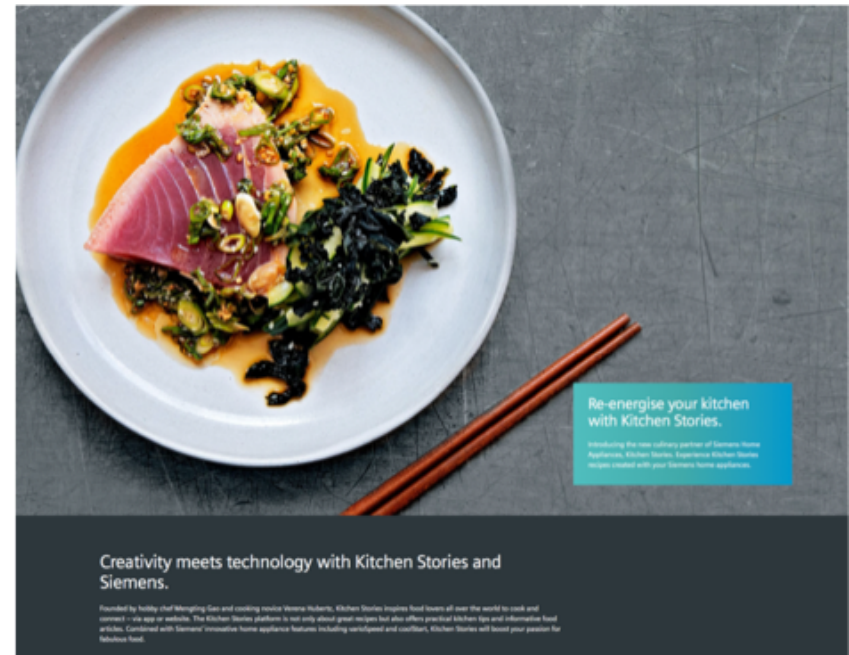 Re-energise your kitchen
with Kitchen Stories.
Introducing the new culinary partner of Siemens Home
Appliances, Kitchen Stories. Experience Kitchen Stories
recipes created with your Siemens home appliances.
Creativity meets technology with Kitchen Stories and
Siemens.
Founded by hobby chef Mengting Gao and cooking novice Verena Hubertz, Kitchen Stories inspires food lovers all over the world to cook and
connect – via app or website. The Kitchen Stories platform is not only about great recipes but also offers practical kitchen tips and informative food
articles. Combined with Siemens' innovative home appliance features including varioSpeed and coolStart, Kitchen Stories will boost your passion for
fabulous food.